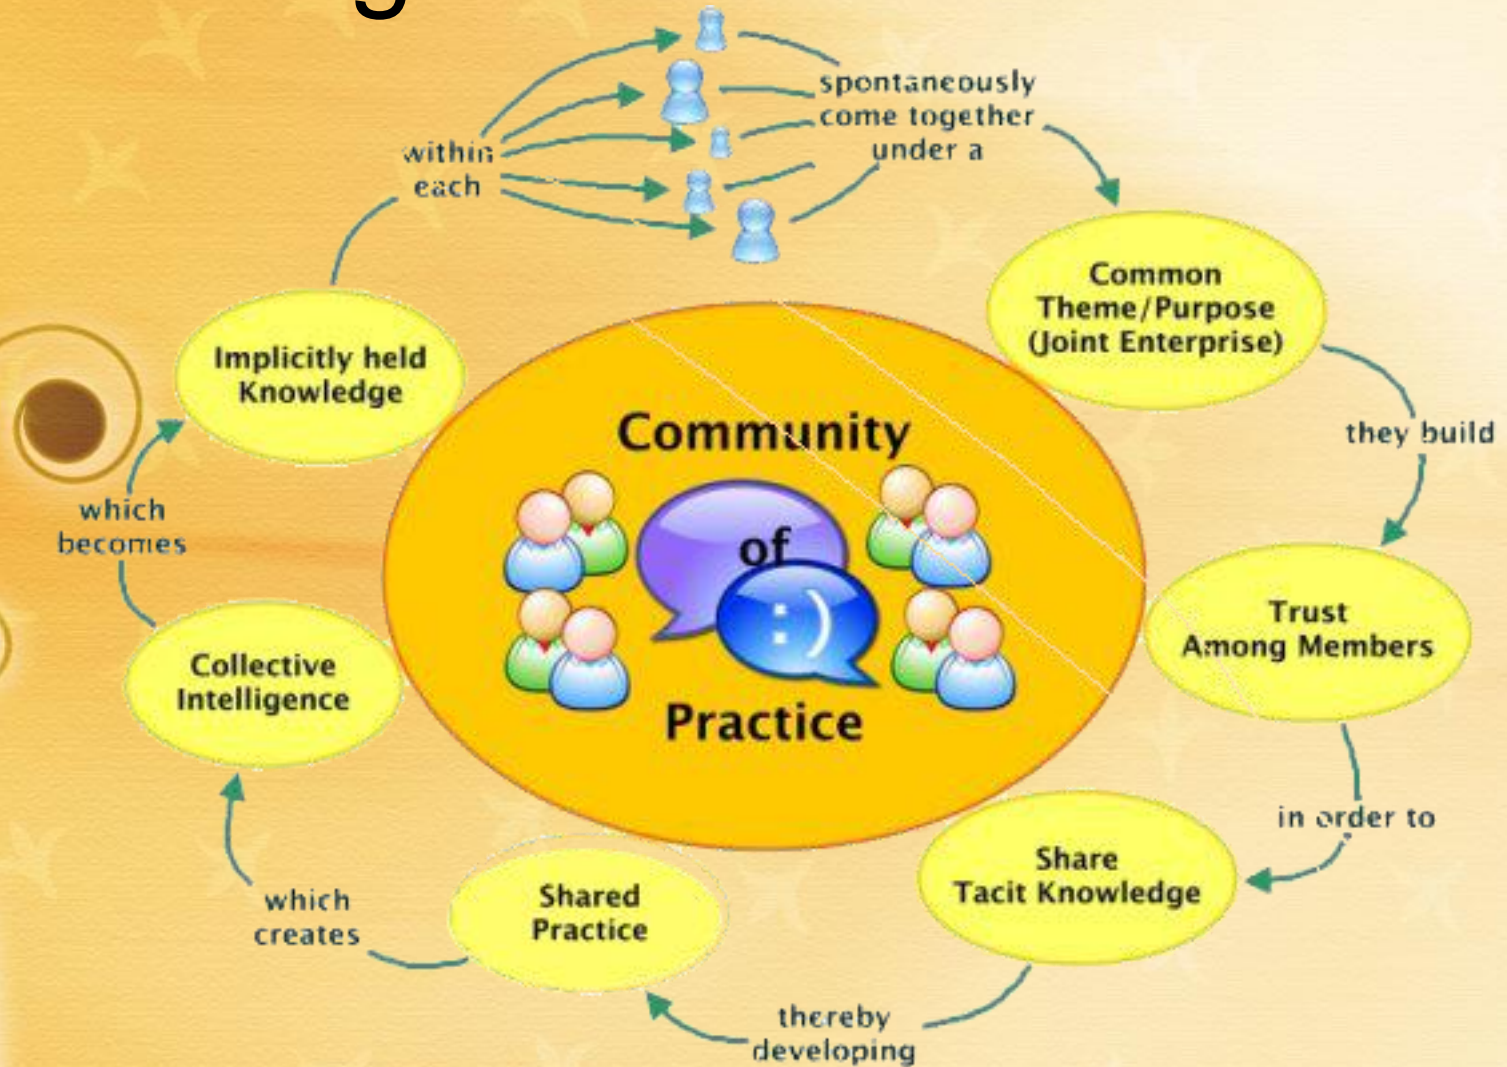 g
within
each
spontaneously
come together
under a
Common
Theme/Purpose
(Joint Enterprise)
they build
Trust
Among Members
in order to
Share
Tacit Knowledge
thereby
developing
Shared
Practice
which
creates
Collective
Intelligence
which
becomes
Implicitly held
Knowledge
Community
of
:)
Practice